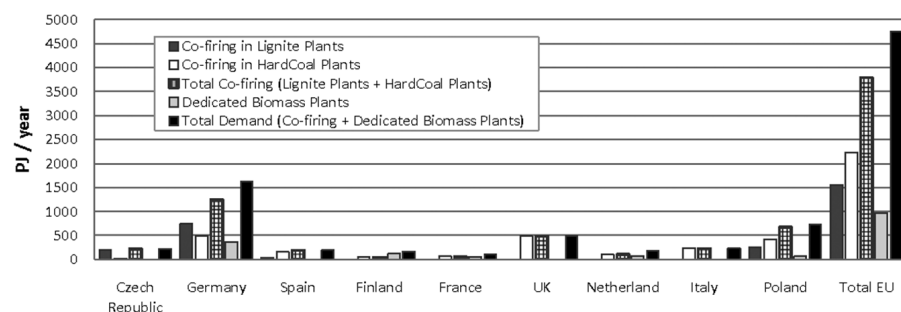 5000
4500
4000
3500
3000
2500
2000
1500
1000
500
0
PJ / year
Co-firing in Lignite Plants
Co-firing in HardCoal Plants
Total Co-firing (Lignite Plants + HardCoal Plants)
Dedicated Biomass Plants
Total Demand (Co-firing + Dedicated Biomass Plants)
Czech Republic Germany Spain Finland France UK Netherland Italy Poland Total EU